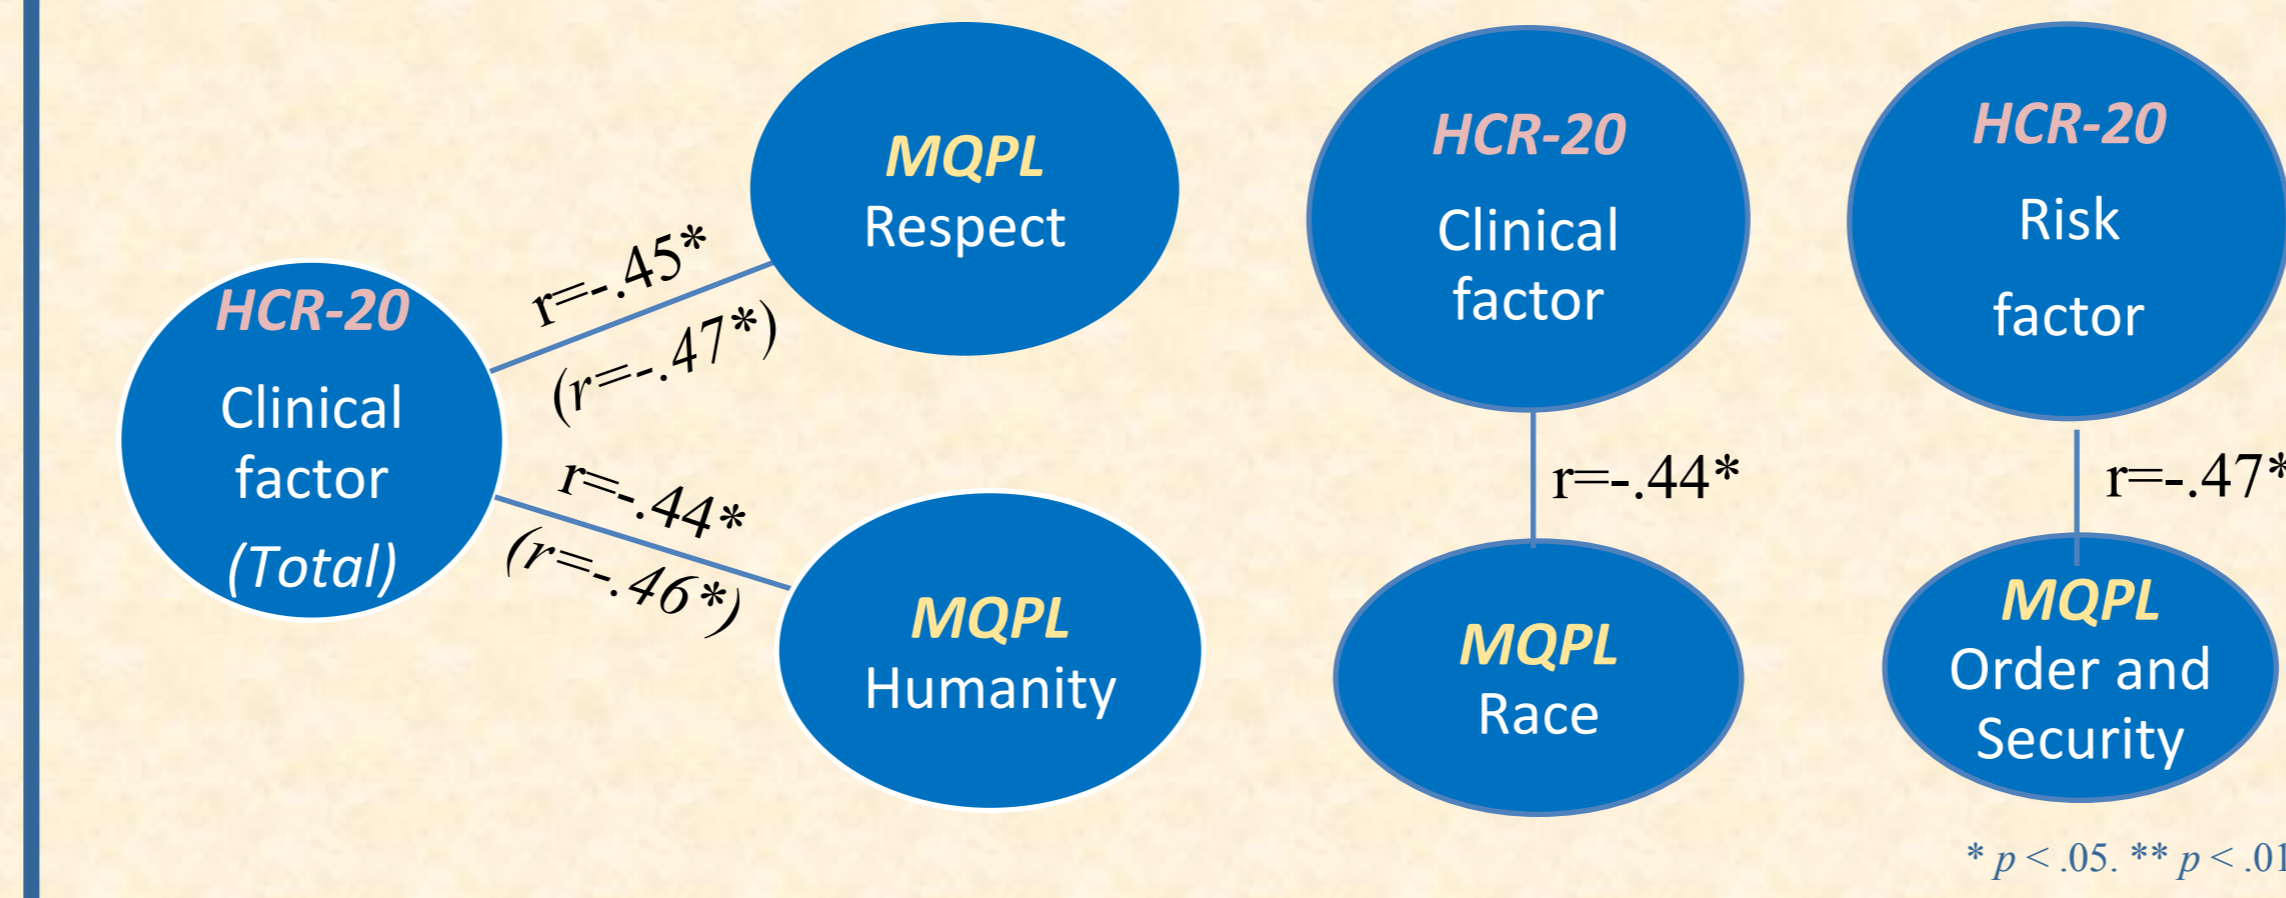 HCR-20
Clinical
factor
(Total)
r=-.45*
(r=-.47*)
r=-.44*
(r=-.46*)
MQPL
Respect
MQPL
Humanity
HCR-20
Clinical
factor
r=-.44*
MQPL
Race
HCR-20
Risk
factor
r=-.47*
MQPL
Order and
Security
* p < .05. ** p < .01